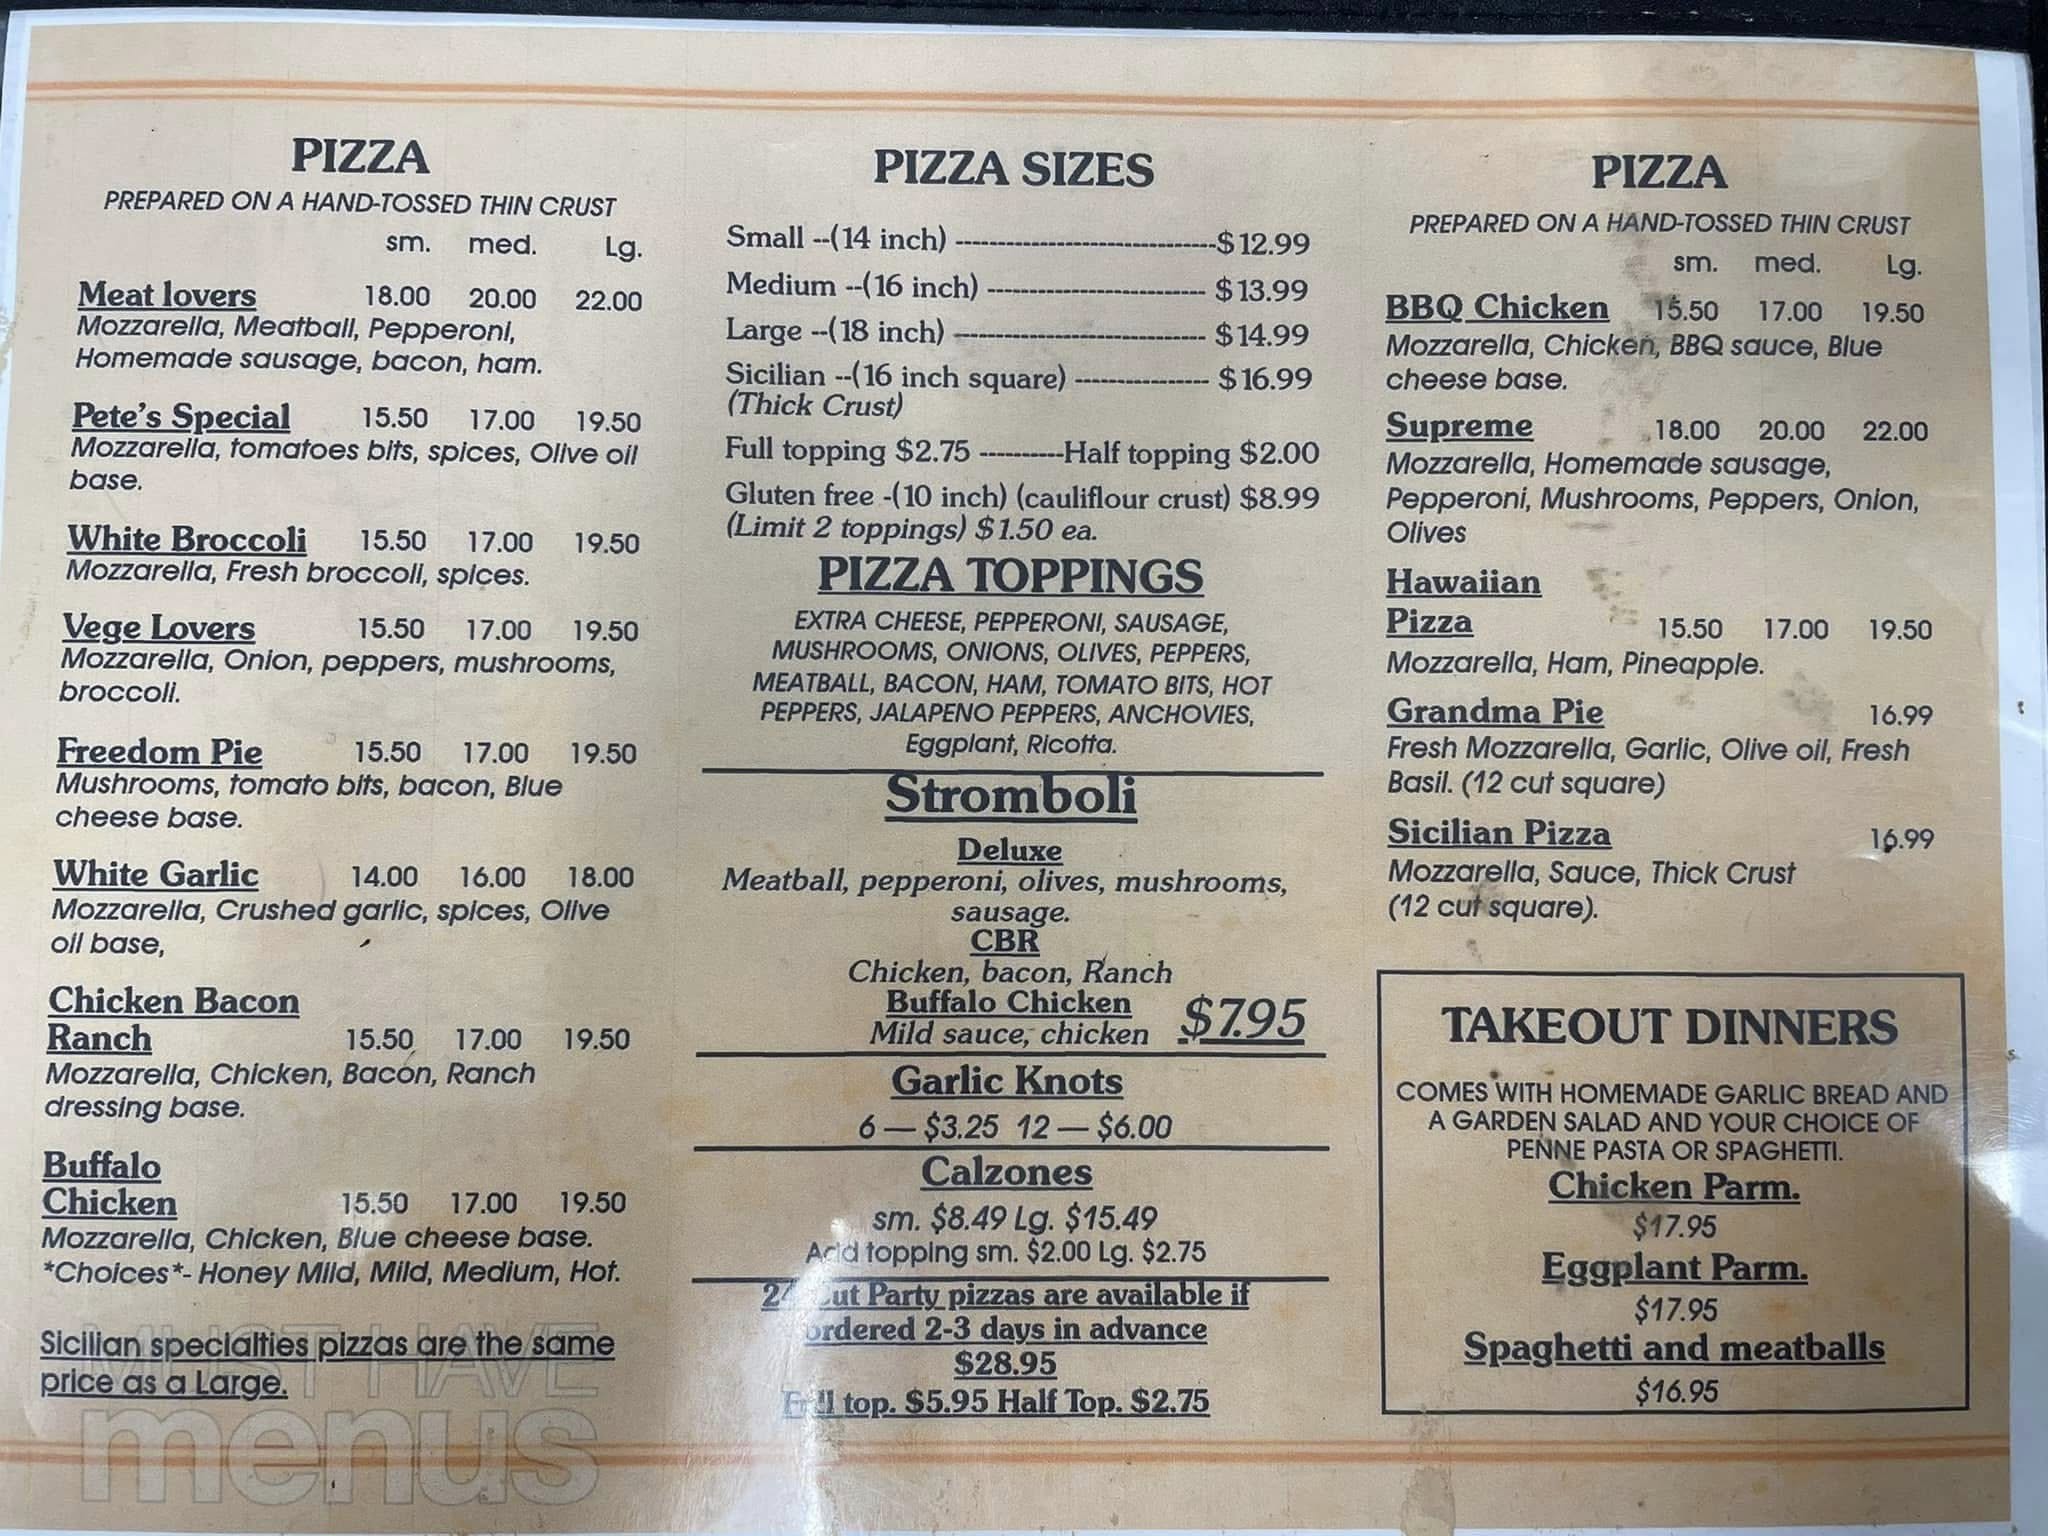 PIZZA
PREPARED ON A HAND-TOSSED THIN CRUST
sm. med. Lg.
Meat lovers 18.00 20.00 22.00
Mozzarella, Meatball, Pepperoni,
Homemade sausage, bacon, ham.
Pete's Special 15.50 17.00 19.50
Mozzarella, tomatoes bits, spices, Olive oil
base.
White Broccoli 15.50 17.00 19.50
Mozzarella, Fresh broccoli, spices.
Vege Lovers 15.50 17.00 19.50
Mozzarella, Onion, peppers, mushrooms,
broccoli.
Freedom Pie 15.50 17.00 19.50
Mushrooms, tomato bits, bacon, Blue
cheese base.
White Garlic 14.00 16.00 18.00
Mozzarella, Crushed garlic, spices, Olive
oil base,
Chicken Bacon
Ranch 15.50 17.00 19.50
Mozzarella, Chicken, Bacon, Ranch
dressing base.
Buffalo
Chicken 15.50 17.00 19.50
Mozzarella, Chicken, Blue cheese base.
*Choices*- Honey Mild, Mild, Medium, Hot.
Sicilian specialties pizzas are the same
price as a Large.
MUST HAVE
menus
PIZZA SIZES
Small --(14 inch) -------------------------------$12.99
Medium --(16 inch) -------------------------- $13.99
Large --(18 inch) ------------------------------ $14.99
Sicilian --(16 inch square) ---------------- $16.99
(Thick Crust)
Full topping $2.75 ----------Half topping $2.00
Gluten free -(10 inch) (cauliflour crust) $8.99
(Limit 2 toppings) $1.50 ea.
PIZZA TOPPINGS
EXTRA CHEESE, PEPPERONI, SAUSAGE,
MUSHROOMS, ONIONS, OLIVES, PEPPERS,
MEATBALL, BACON, HAM, TOMATO BITS, HOT
PEPPERS, JALAPENO PEPPERS, ANCHOVIES,
Eggplant, Ricotta.
Stromboli
Deluxe
Meatball, pepperoni, olives, mushrooms,
sausage.
CBR
Chicken, bacon, Ranch
Buffalo Chicken
Mild sauce, chicken $7.95
Garlic Knots
6 — $3.25 12 — $6.00
Calzones
sm. $8.49 Lg. $15.49
Add topping sm. $2.00 Lg. $2.75
Party pizzas are available if
ordered 2-3 days in advance
$28.95
Full top. $5.95 Half Top. $2.75
PIZZA
PREPARED ON A HAND-TOSSED THIN CRUST
sm. med. Lg.
BBQ Chicken 15.50 17.00 19.50
Mozzarella, Chicken, BBQ sauce, Blue
cheese base.
Supreme 18.00 20.00 22.00
Mozzarella, Homemade sausage,
Pepperoni, Mushrooms, Peppers, Onion,
Olives
Hawaiian
Pizza 15.50 17.00 19.50
Mozzarella, Ham, Pineapple.
Grandma Pie 16.99
Fresh Mozzarella, Garlic, Olive oil, Fresh
Basil. (12 cut square)
Sicilian Pizza 16.99
Mozzarella, Sauce, Thick Crust
(12 cut square).
TAKEOUT DINNERS
COMES WITH HOMEMADE GARLIC BREAD AND
A GARDEN SALAD AND YOUR CHOICE OF
PENNE PASTA OR SPAGHETTI.
Chicken Parm.
$17.95
Eggplant Parm.
$17.95
Spaghetti and meatballs
$16.95